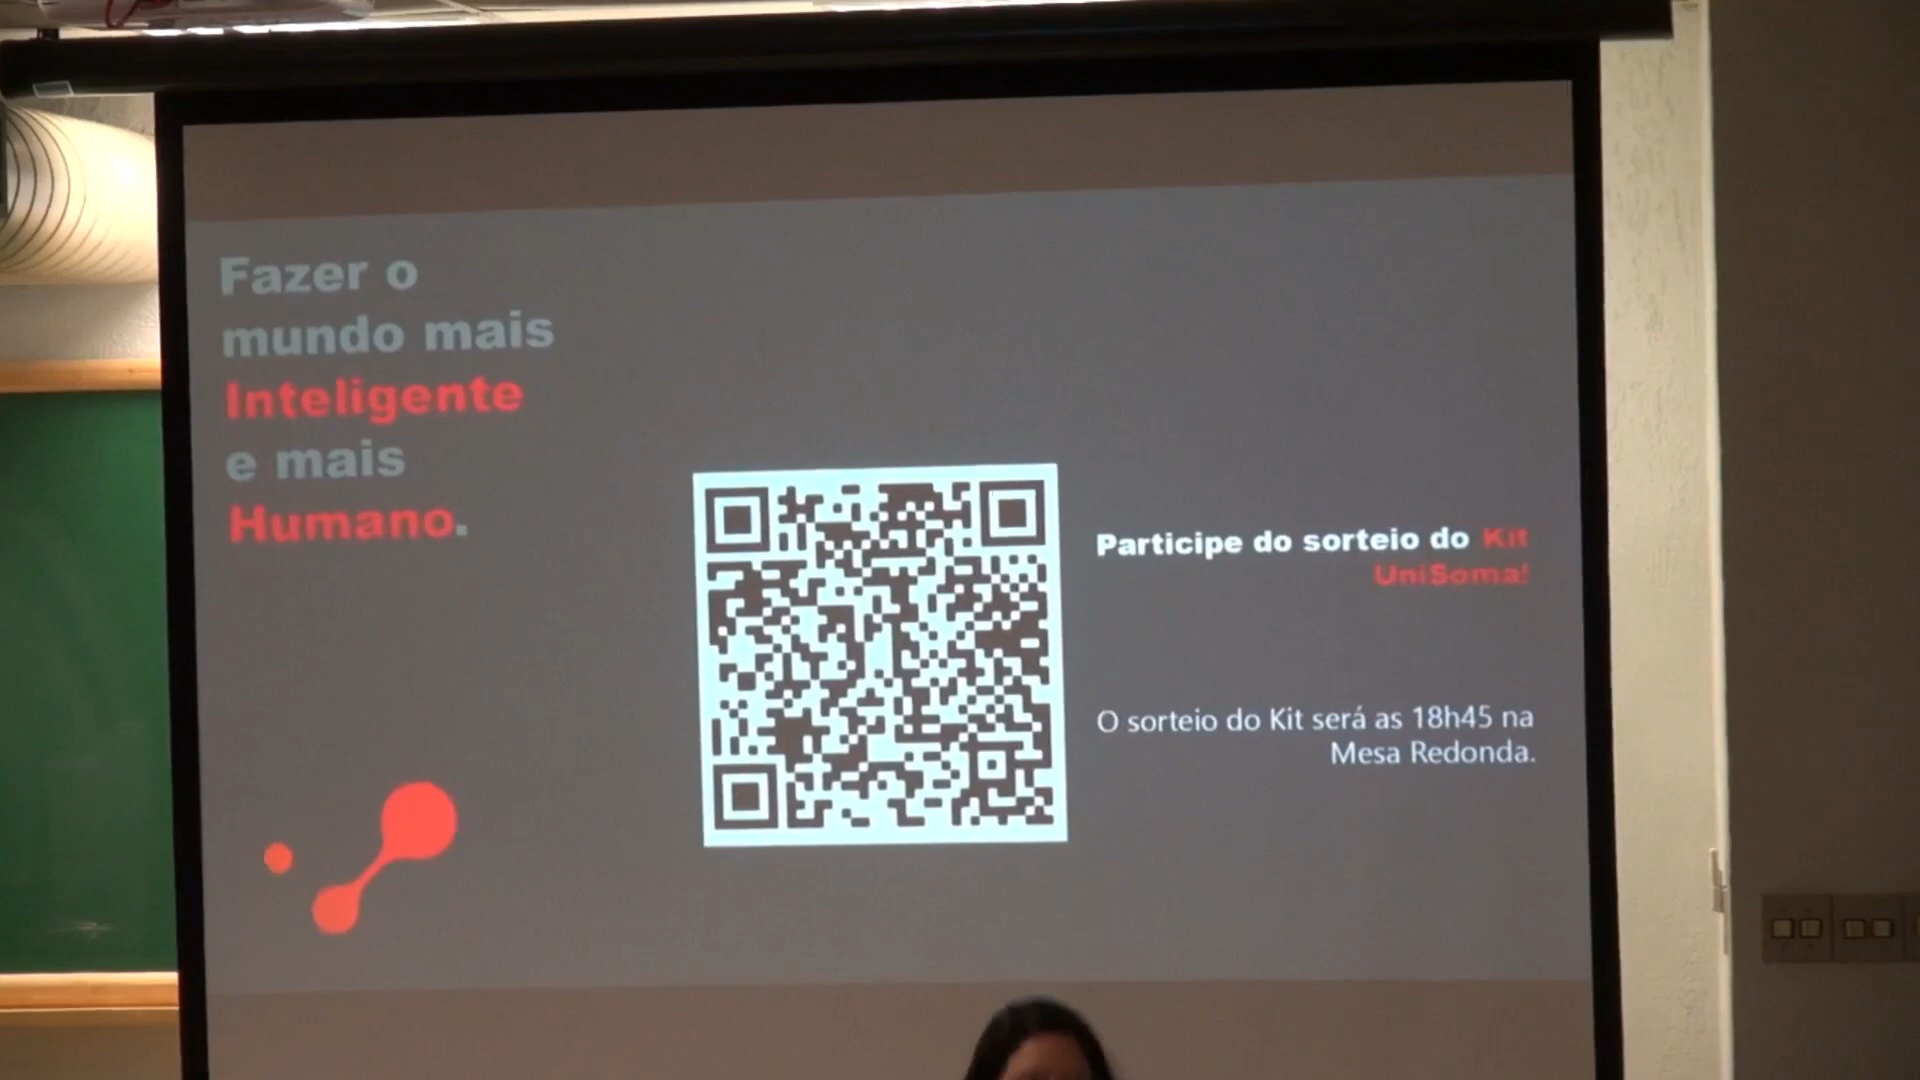 Fazer o
mundo mais
Inteligente
e mais
Humano.
Participe do sorteio do Kit
UniSoma!
O sorteio do Kit será as 18h45 na
Mesa Redonda.